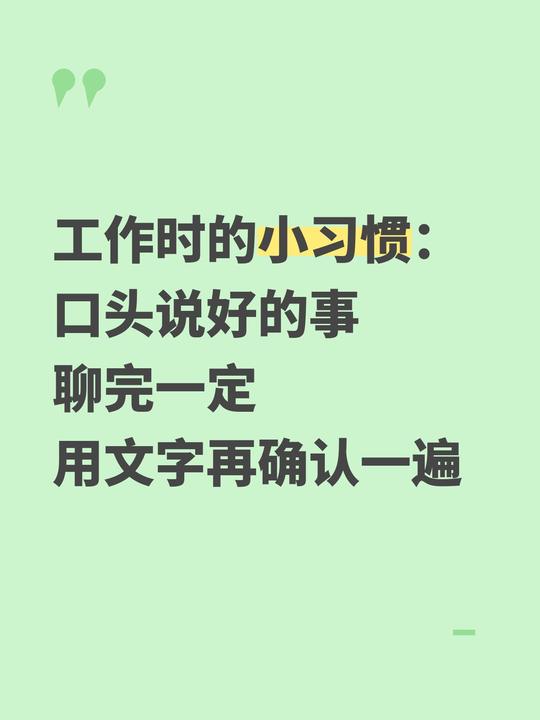 工作时的小习惯：
口头说好的事
聊完一定
用文字再确认一遍